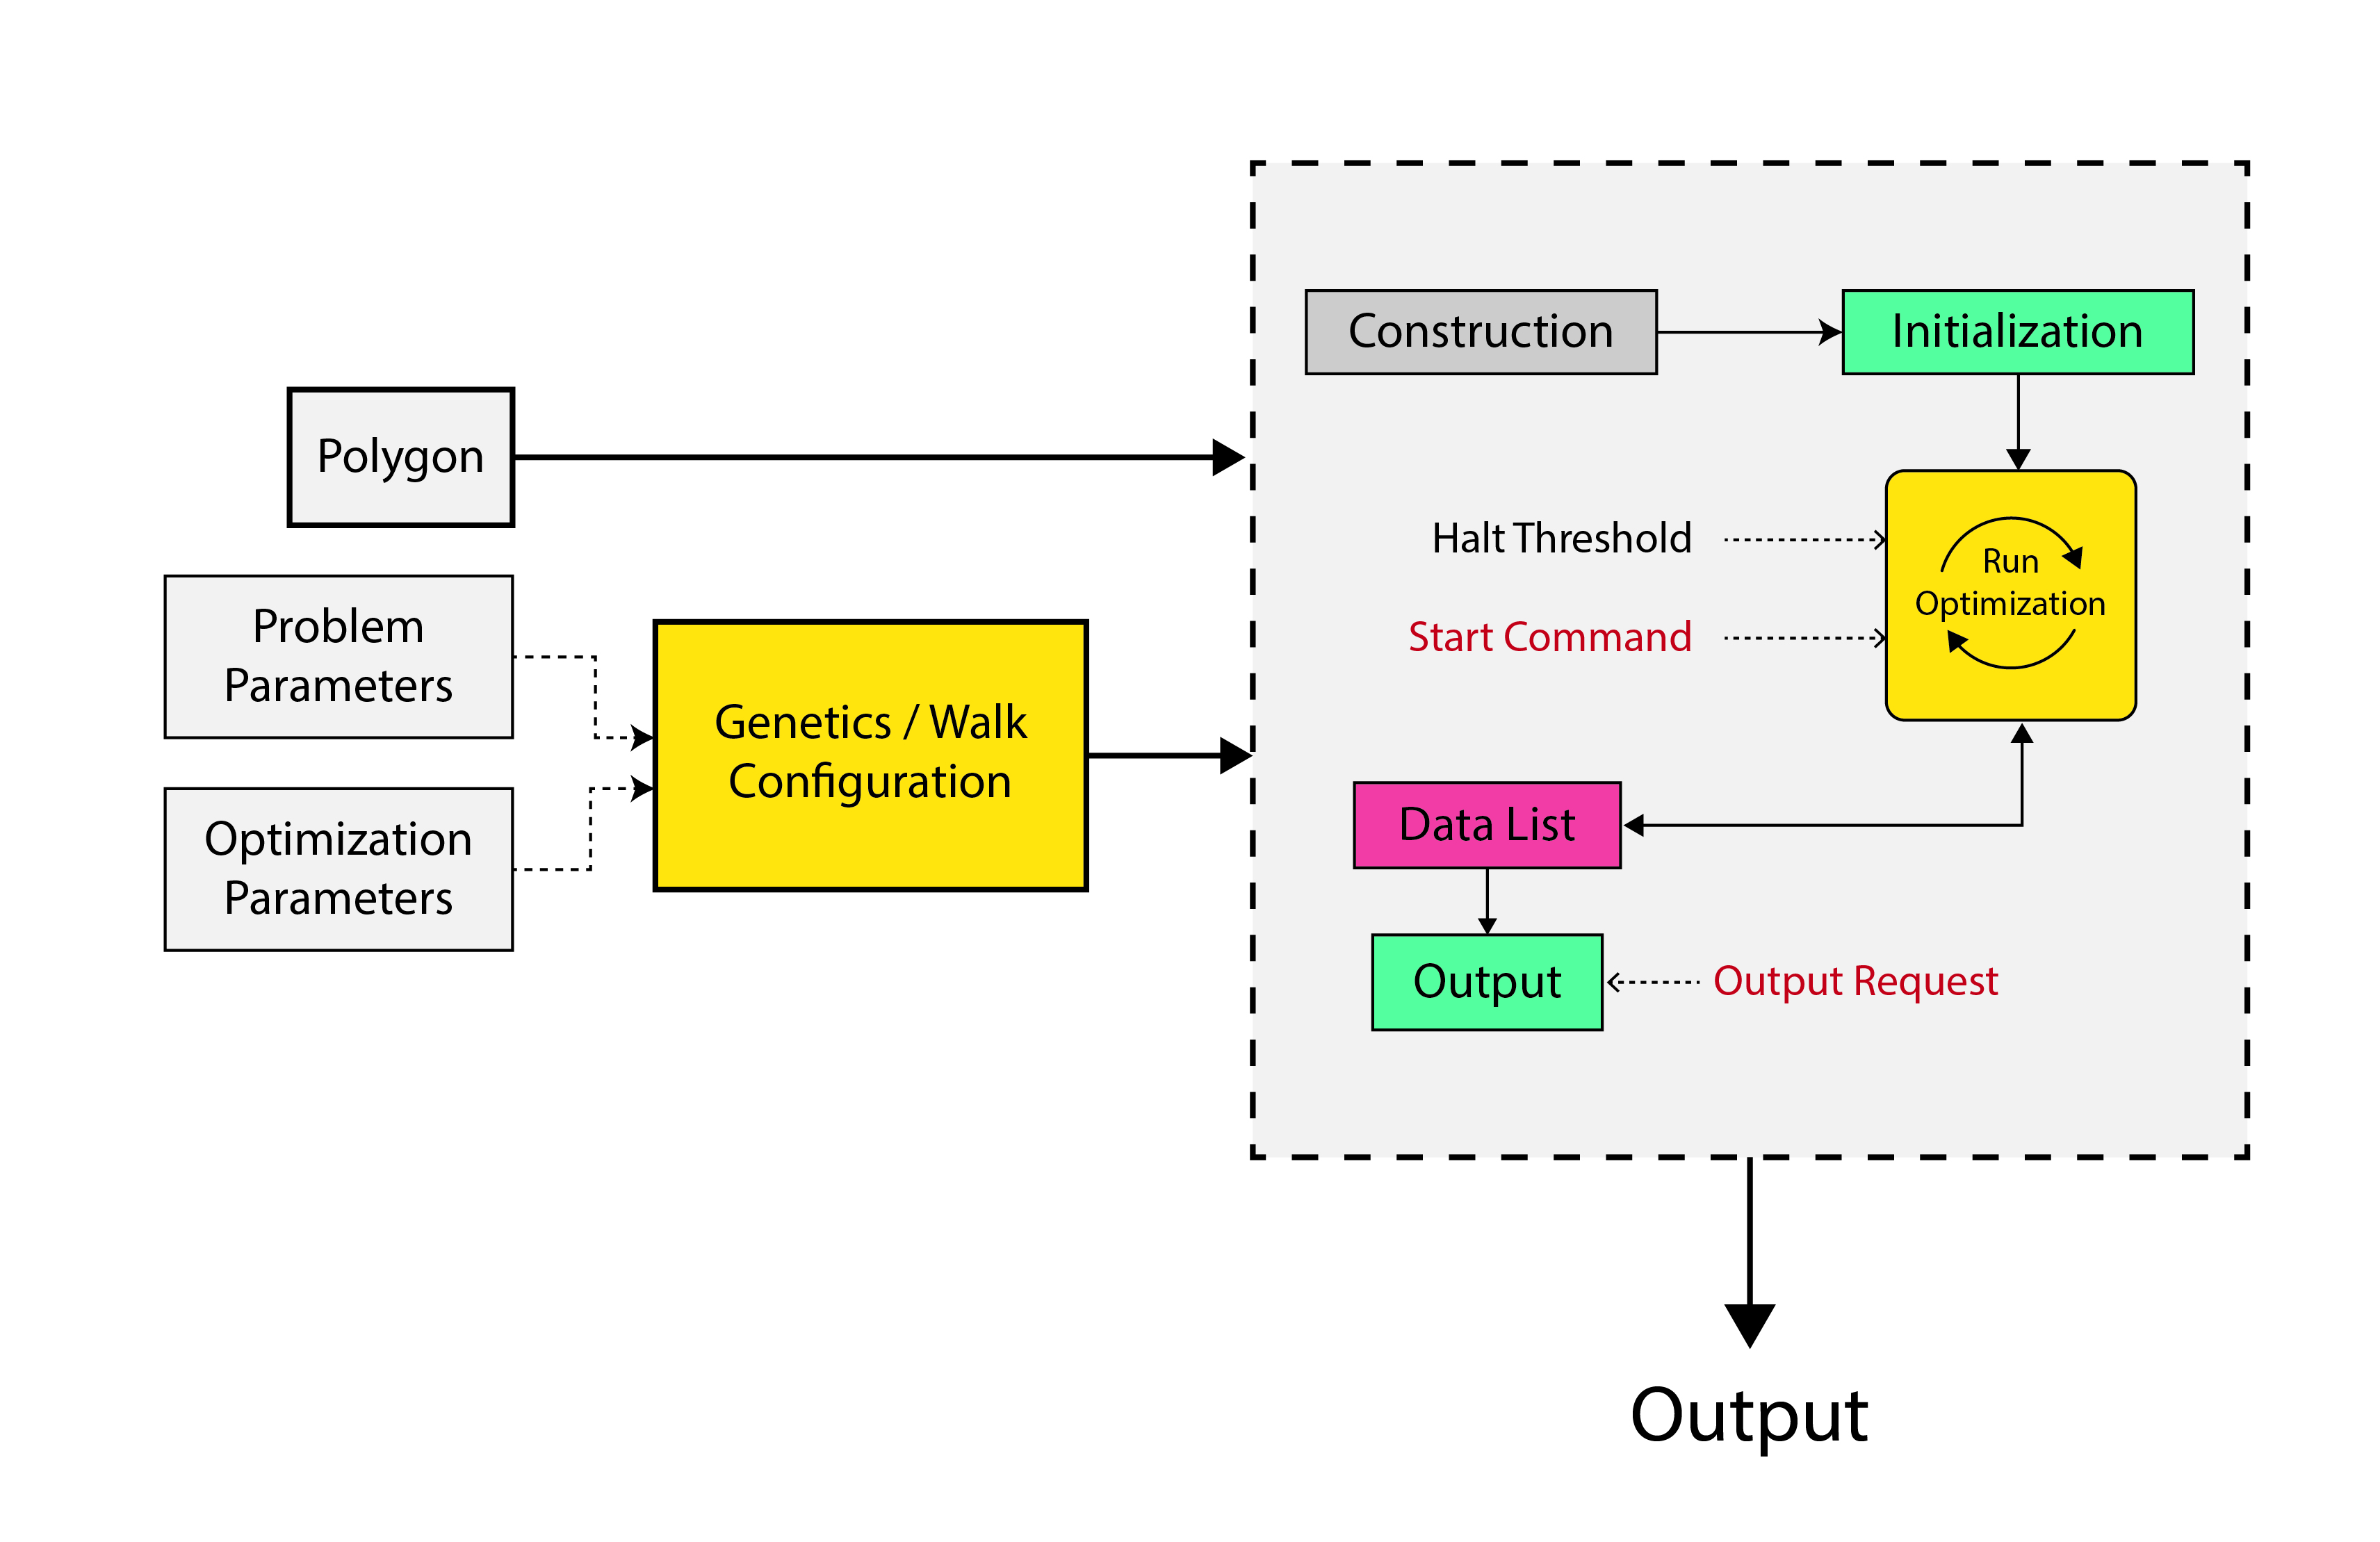 Polygon
Problem
Parameters
Optimization
Parameters
Genetics / Walk
Configuration
Construction
Initialization
Halt Threshold
Start Command
Run
Optimization
Data List
Output
Output Request
Output